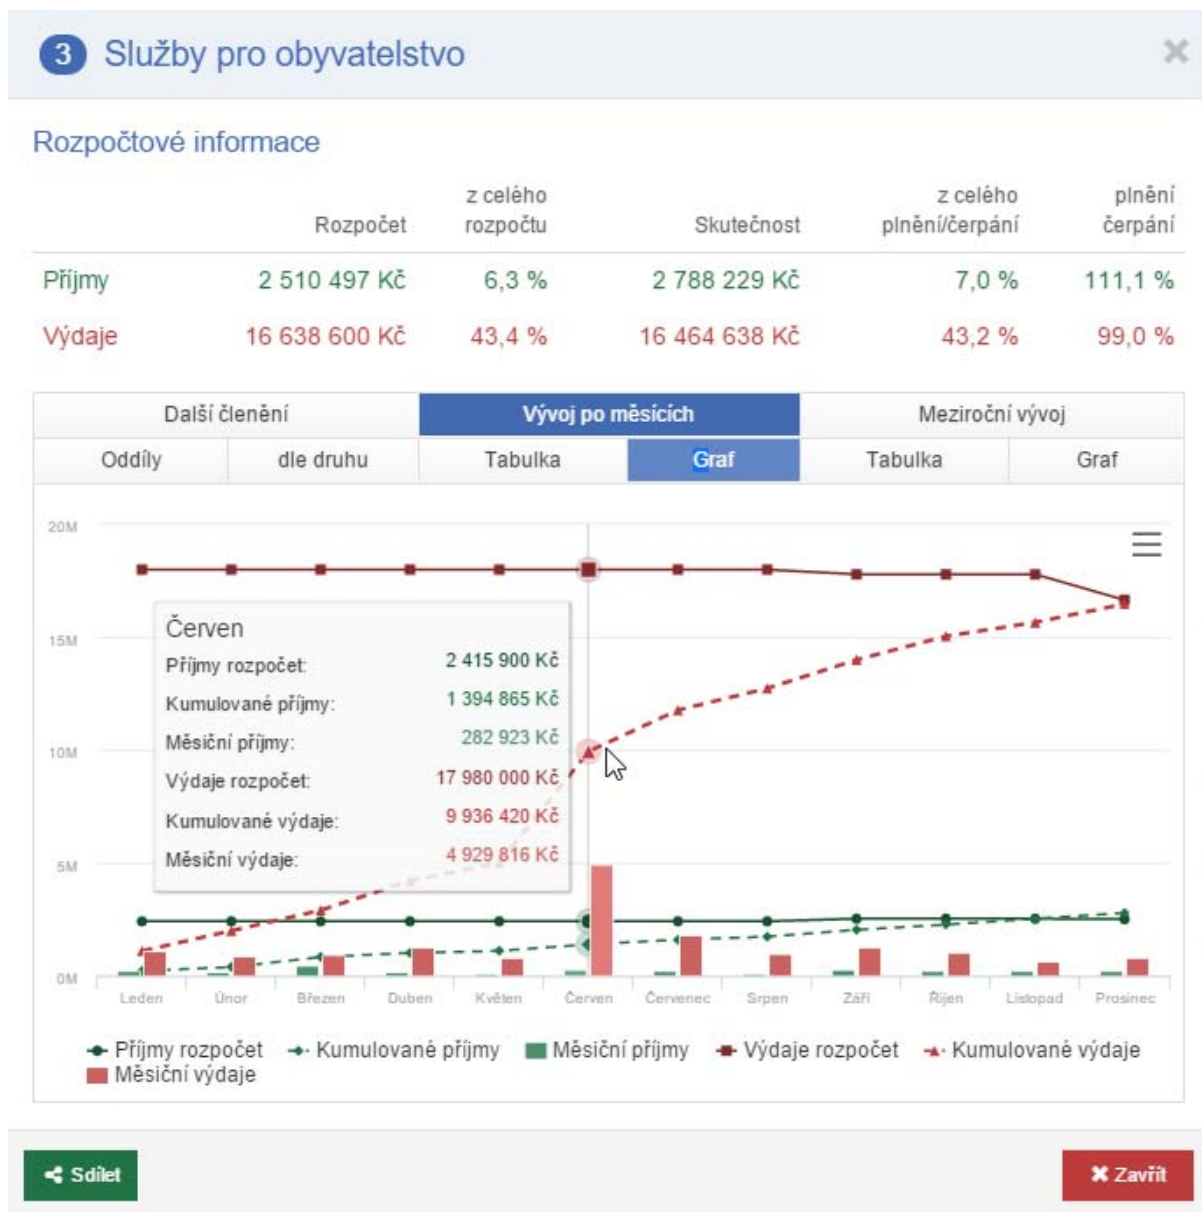 3 Služby pro obyvatelstvo
Rozpočtové informace
Rozpočet z celého rozpočtu Skutečnost z celého plnění/čerpání plnění čerpání
Příjmy 2 510 497 Kč 6,3 % 2 788 229 Kč 7,0 % 111,1 %
Výdaje 16 638 600 Kč 43,4 % 16 464 638 Kč 43,2 % 99,0 %
Další členění Vývoj po měsících Meziroční vývoj
Oddíly dle druhu Tabulka Graf Tabulka Graf
20M
15M
10M
5M
0M
Červen
Příjmy rozpočet: 2 415 900 Kč
Kumulované příjmy: 1 394 865 Kč
Měsiční příjmy: 282 923 Kč
Výdaje rozpočet: 17 980 000 Kč
Kumulované výdaje: 9 936 420 Kč
Měsiční výdaje: 4 929 816 Kč
Leden Únor Březen Duben Květen Červen Červenec Srpen Září Říjen Listopad Prosinec
Příjmy rozpočet Kumulované příjmy Měsiční příjmy Výdaje rozpočet Kumulované výdaje
Měsiční výdaje
Sdílet Zavřít